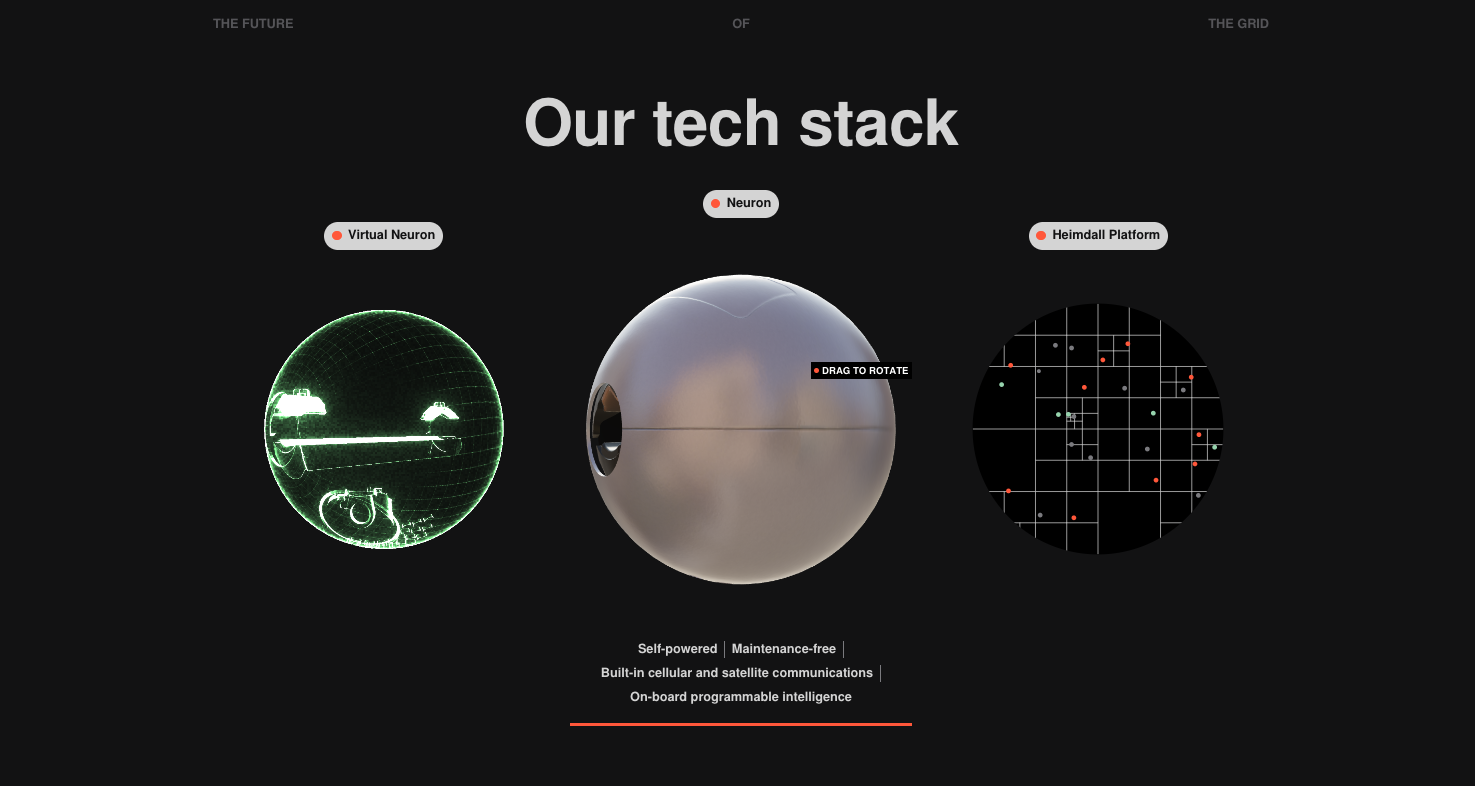 THE FUTURE OF THE GRID
Our tech stack
Neuron
Virtual Neuron
Heimdall Platform
DRAG TO ROTATE
Self-powered
Maintenance-free
Built-in cellular and satellite communications
On-board programmable intelligence